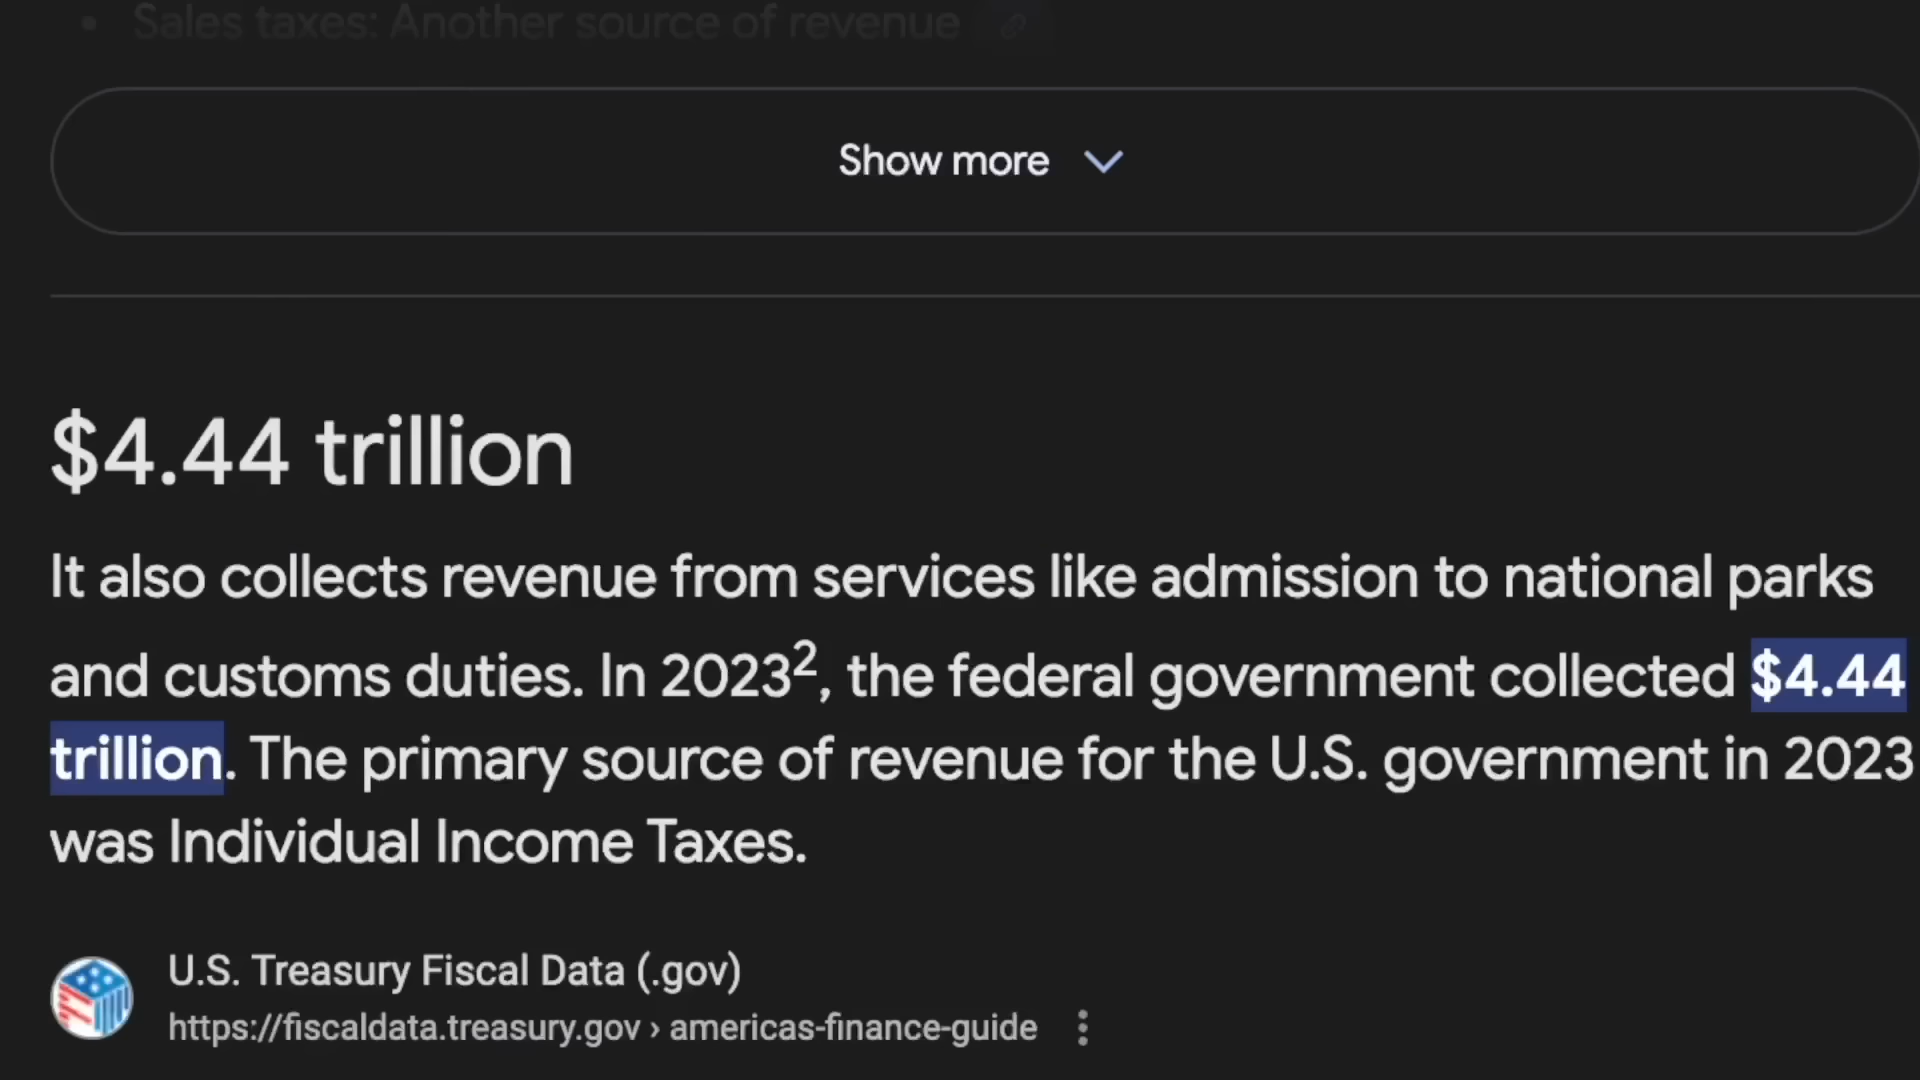 Sales taxes: Another source of revenue
Show more
$4.44 trillion
It also collects revenue from services like admission to national parks
and customs duties. In 2023², the federal government collected $4.44
trillion. The primary source of revenue for the U.S. government in 2023
was Individual Income Taxes.
U.S. Treasury Fiscal Data (.gov)
https://fiscaldata.treasury.gov › americas-finance-guide